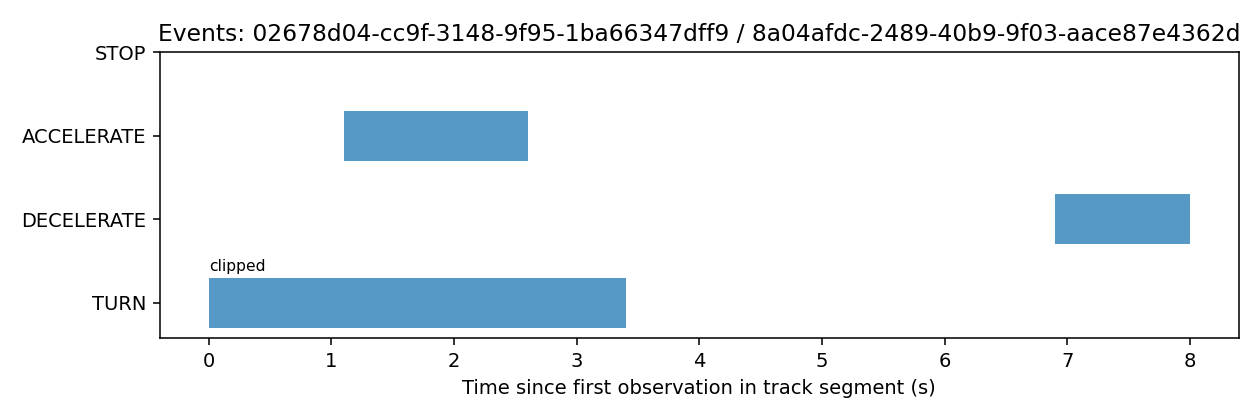 Events: 02678d04-cc9f-3148-9f95-1ba66347dff9 / 8a04afdc-2489-40b9-9f03-aace87e4362d
STOP
ACCELERATE
DECELERATE
clipped
TURN
0 1 2 3 4 5 6 7 8
Time since first observation in track segment (s)